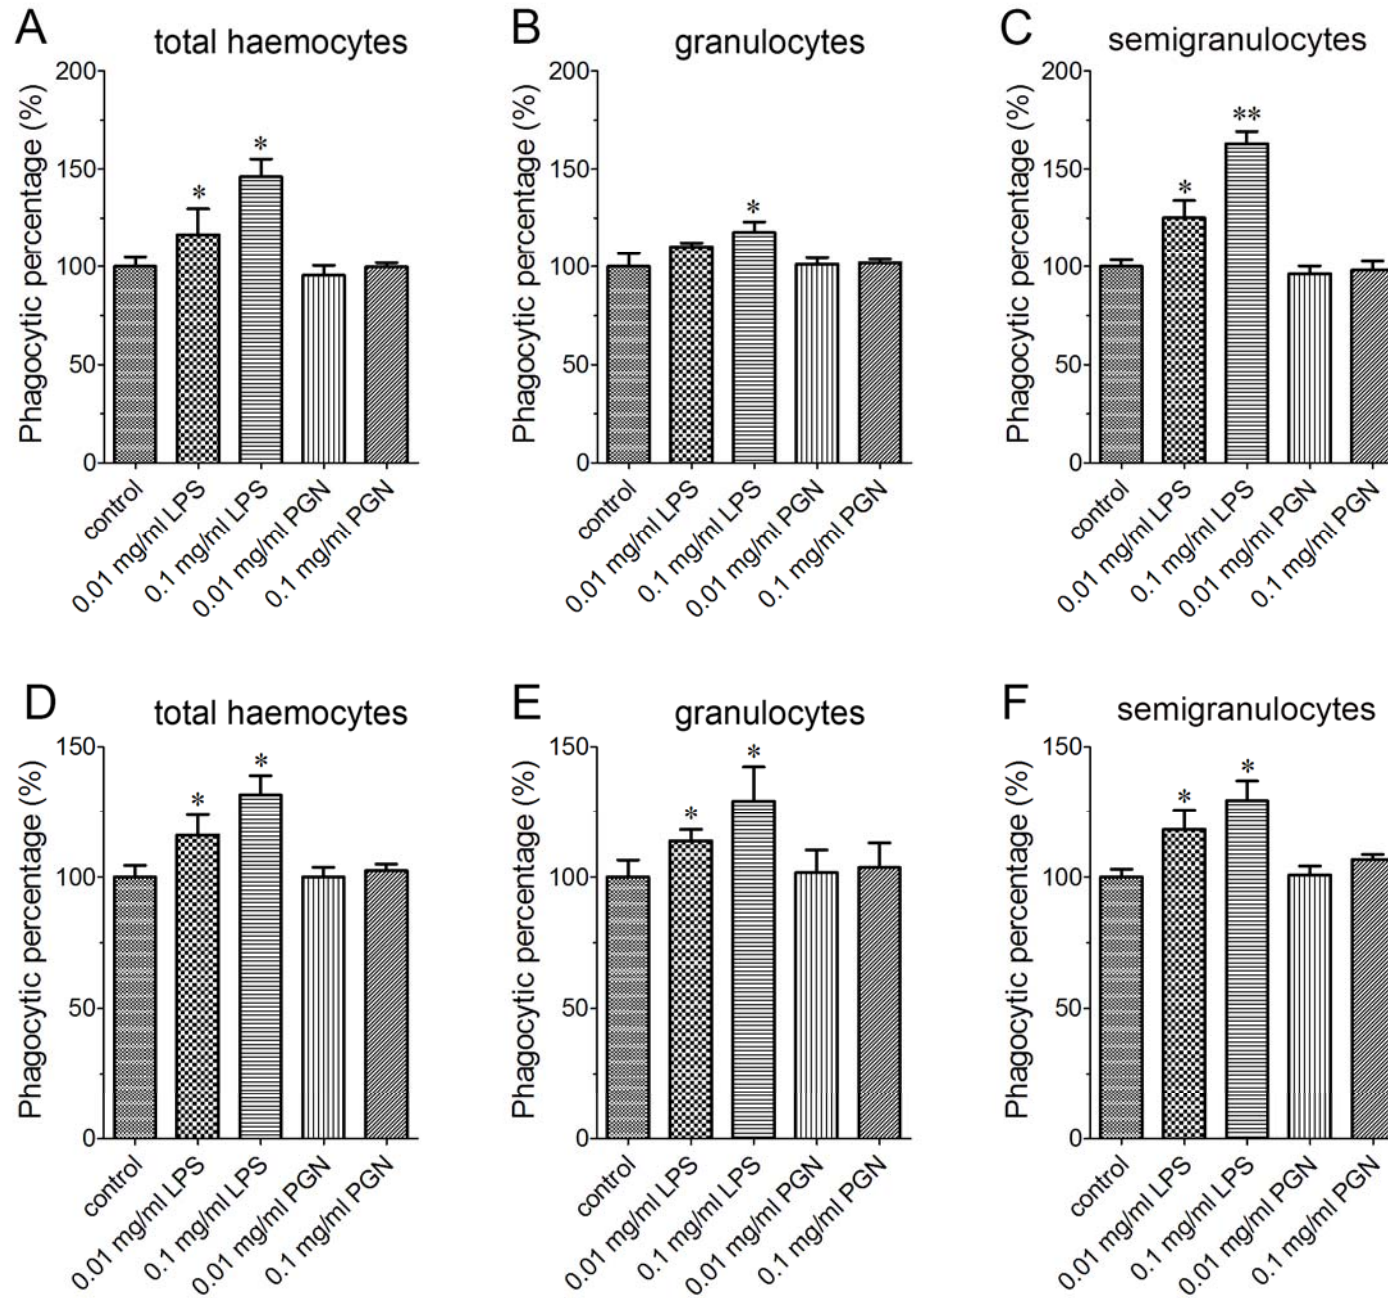 A
total haemocytes
Phagocytic percentage (%)
200
150
100
50
0
*
*
control
0.01 mg/ml LPS
0.1 mg/ml LPS
0.01 mg/ml PGN
0.1 mg/ml PGN
B
granulocytes
Phagocytic percentage (%)
200
150
100
50
0
*
control
0.01 mg/ml LPS
0.1 mg/ml LPS
0.01 mg/ml PGN
0.1 mg/ml PGN
C
semigranulocytes
Phagocytic percentage (%)
200
150
100
50
0
*
**
control
0.01 mg/ml LPS
0.1 mg/ml LPS
0.01 mg/ml PGN
0.1 mg/ml PGN
D
total haemocytes
Phagocytic percentage (%)
150
100
50
0
*
*
control
0.01 mg/ml LPS
0.1 mg/ml LPS
0.01 mg/ml PGN
0.1 mg/ml PGN
E
granulocytes
Phagocytic percentage (%)
150
100
50
0
*
*
control
0.01 mg/ml LPS
0.1 mg/ml LPS
0.01 mg/ml PGN
0.1 mg/ml PGN
F
semigranulocytes
Phagocytic percentage (%)
150
100
50
0
*
*
control
0.01 mg/ml LPS
0.1 mg/ml LPS
0.01 mg/ml PGN
0.1 mg/ml PGN